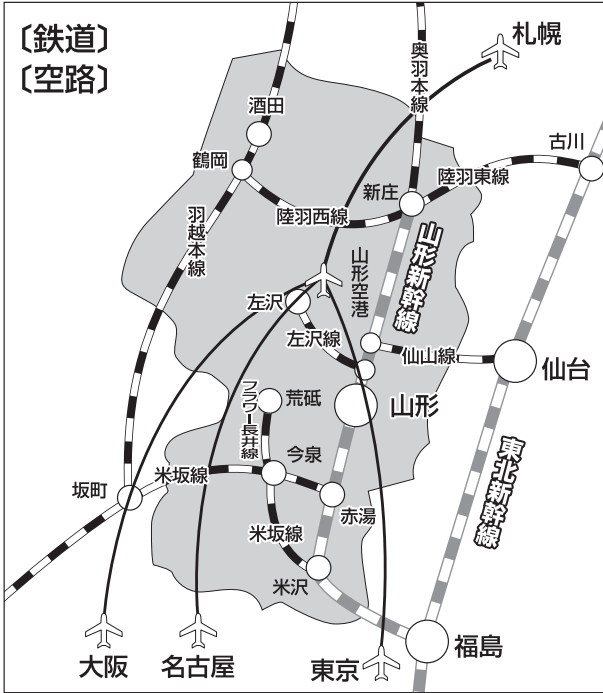 〔鉄道〕
〔空路〕
札幌
奥羽本線
酒田
古川
鶴岡
陸羽東線
新庄
陸羽西線
羽越本線
山形新幹線
山形空港
左沢
左沢線
仙山線
仙台
フラワー長井線
荒砥
山形
今泉
東北新幹線
米坂線
坂町
赤湯
米坂線
米沢
福島
大阪
名古屋
東京